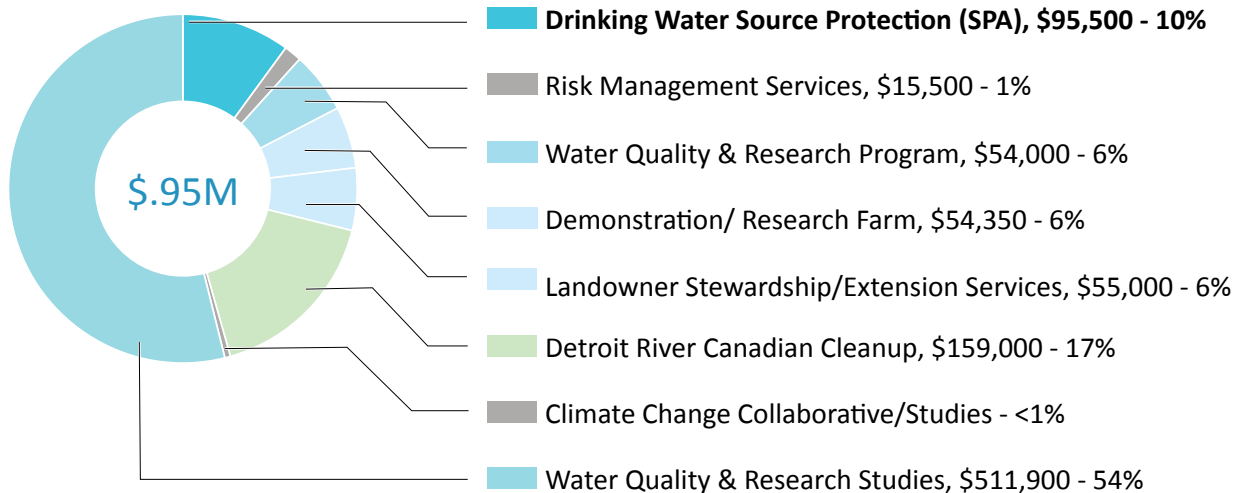 Drinking Water Source Protection (SPA), $95,500 - 10%
Risk Management Services, $15,500 - 1%
Water Quality & Research Program, $54,000 - 6%
$.95M
Demonstration/ Research Farm, $54,350 - 6%
Landowner Stewardship/Extension Services, $55,000 - 6%
Detroit River Canadian Cleanup, $159,000 - 17%
Climate Change Collaborative/Studies - <1%
Water Quality & Research Studies, $511,900 - 54%